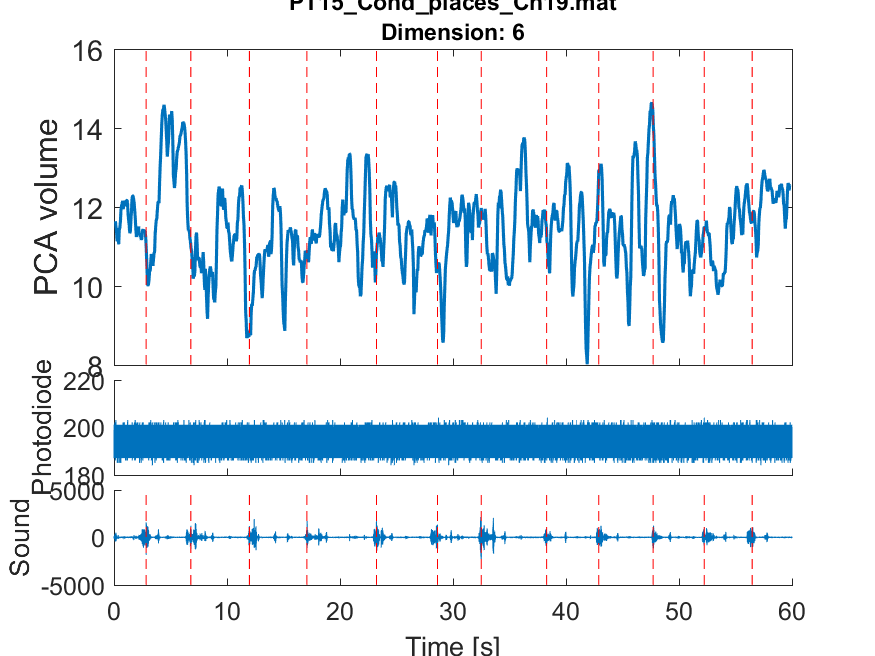 PT15_Cond_places_Ch19.mat
Dimension: 6
16
14
12
10
8
PCA volume
220
200
180
Photodiode
5000
0
-5000
Sound
0 10 20 30 40 50 60
Time [s]